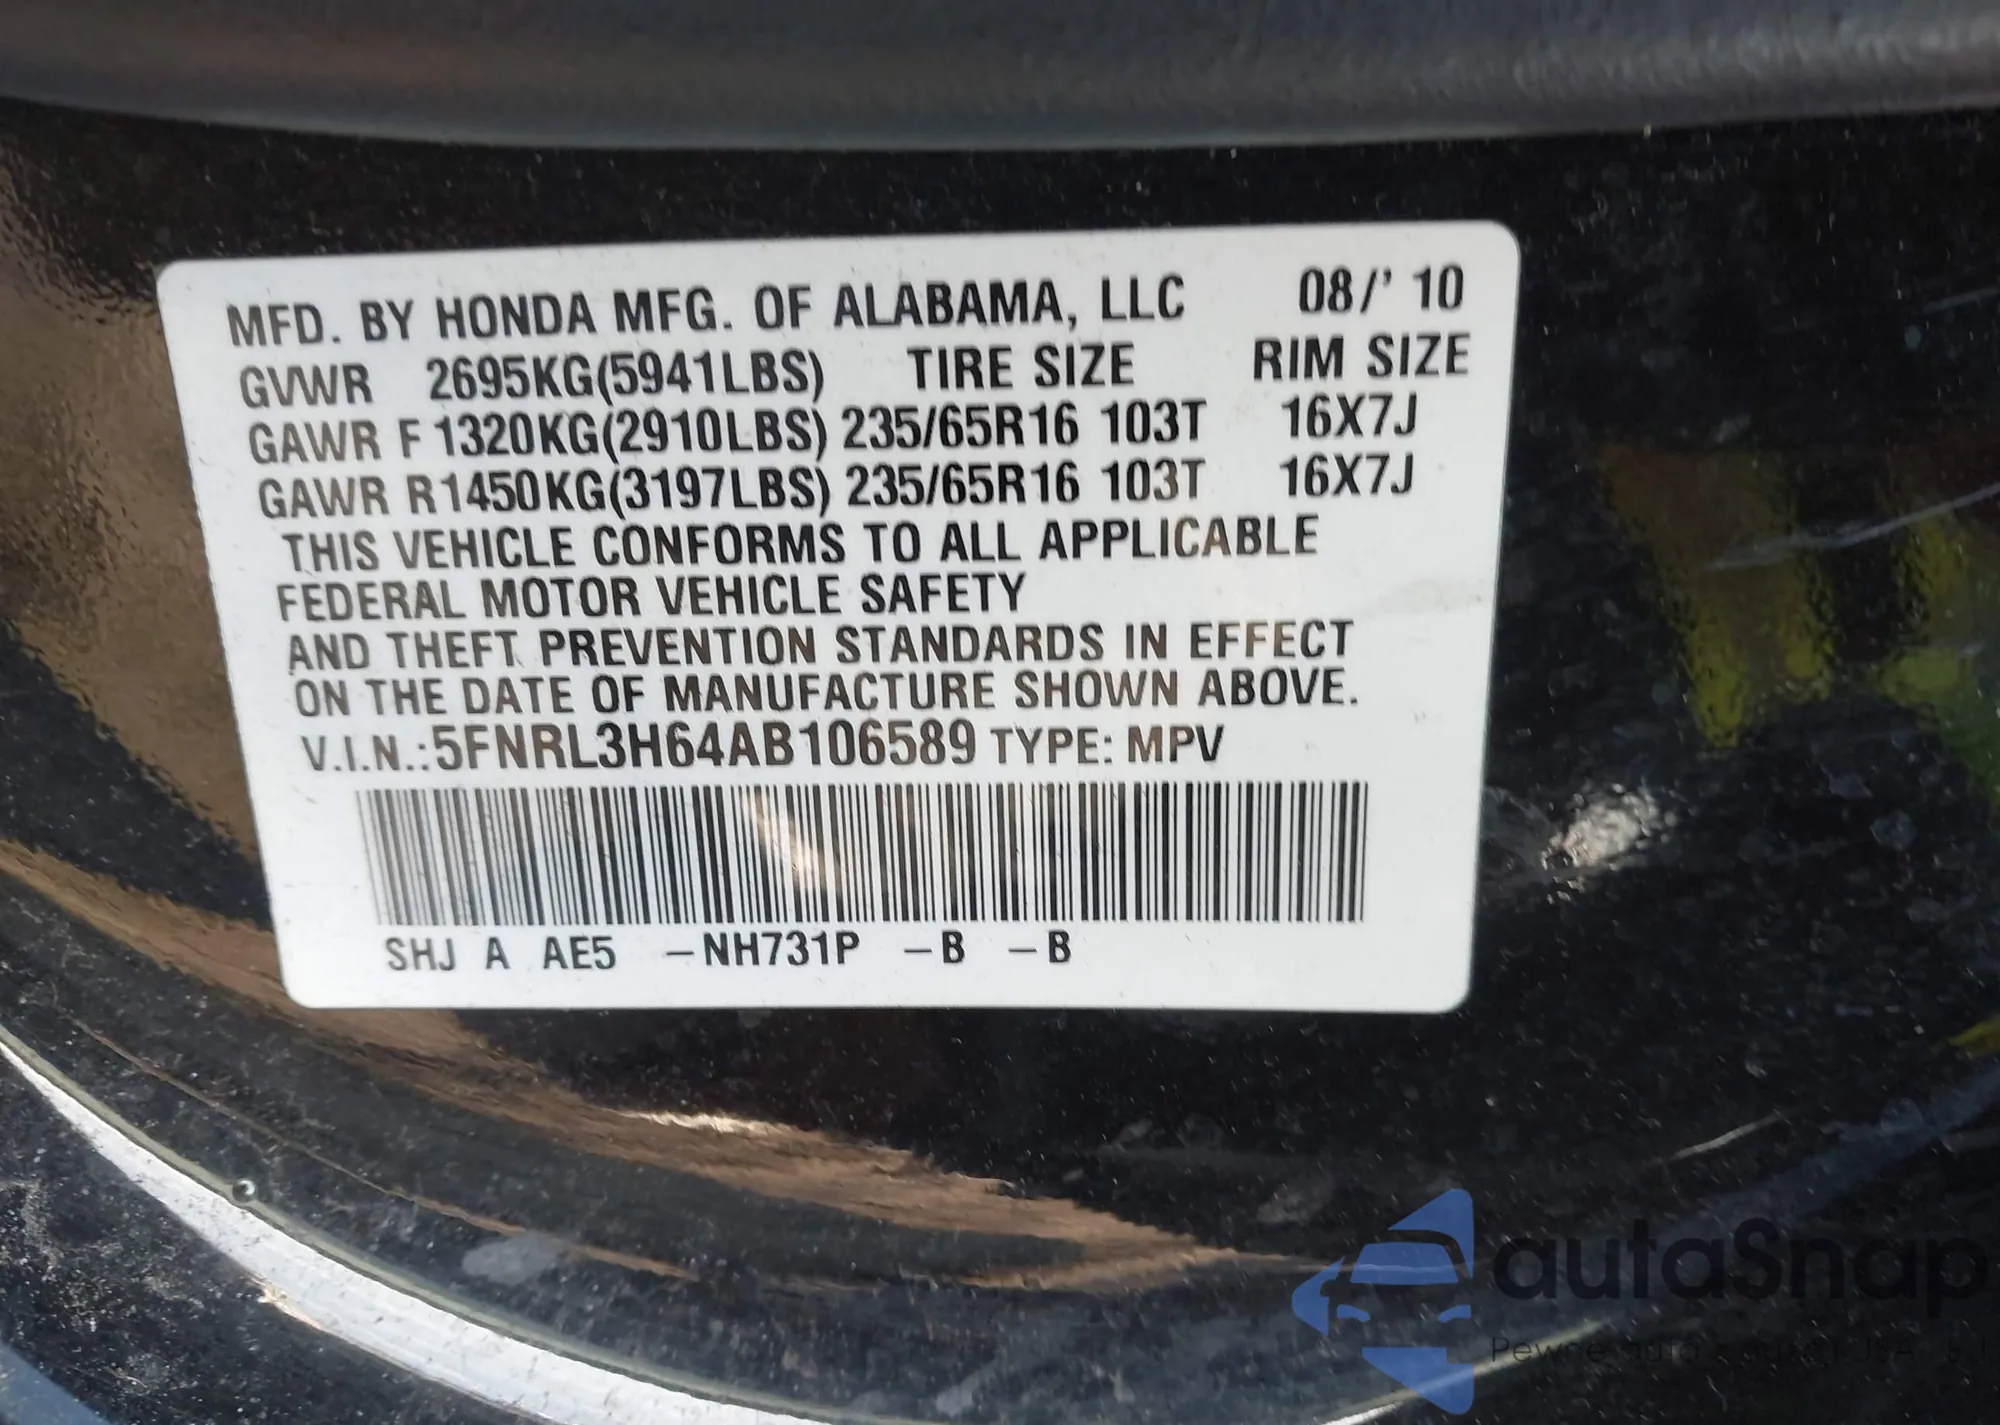 MFD. BY HONDA MFG. OF ALABAMA, LLC 08/' 10
GVWR 2695KG(5941LBS) TIRE SIZE RIM SIZE
GAWR F 1320KG(2910LBS) 235/65R16 103T 16X7J
GAWR R1450KG(3197LBS) 235/65R16 103T 16X7J
THIS VEHICLE CONFORMS TO ALL APPLICABLE
FEDERAL MOTOR VEHICLE SAFETY
AND THEFT PREVENTION STANDARDS IN EFFECT
ON THE DATE OF MANUFACTURE SHOWN ABOVE.
V.I.N.:5FNRL3H64AB106589 TYPE: MPV
SHJ A AE5 -NH731P -B -B
autaSnap
Pewne auta